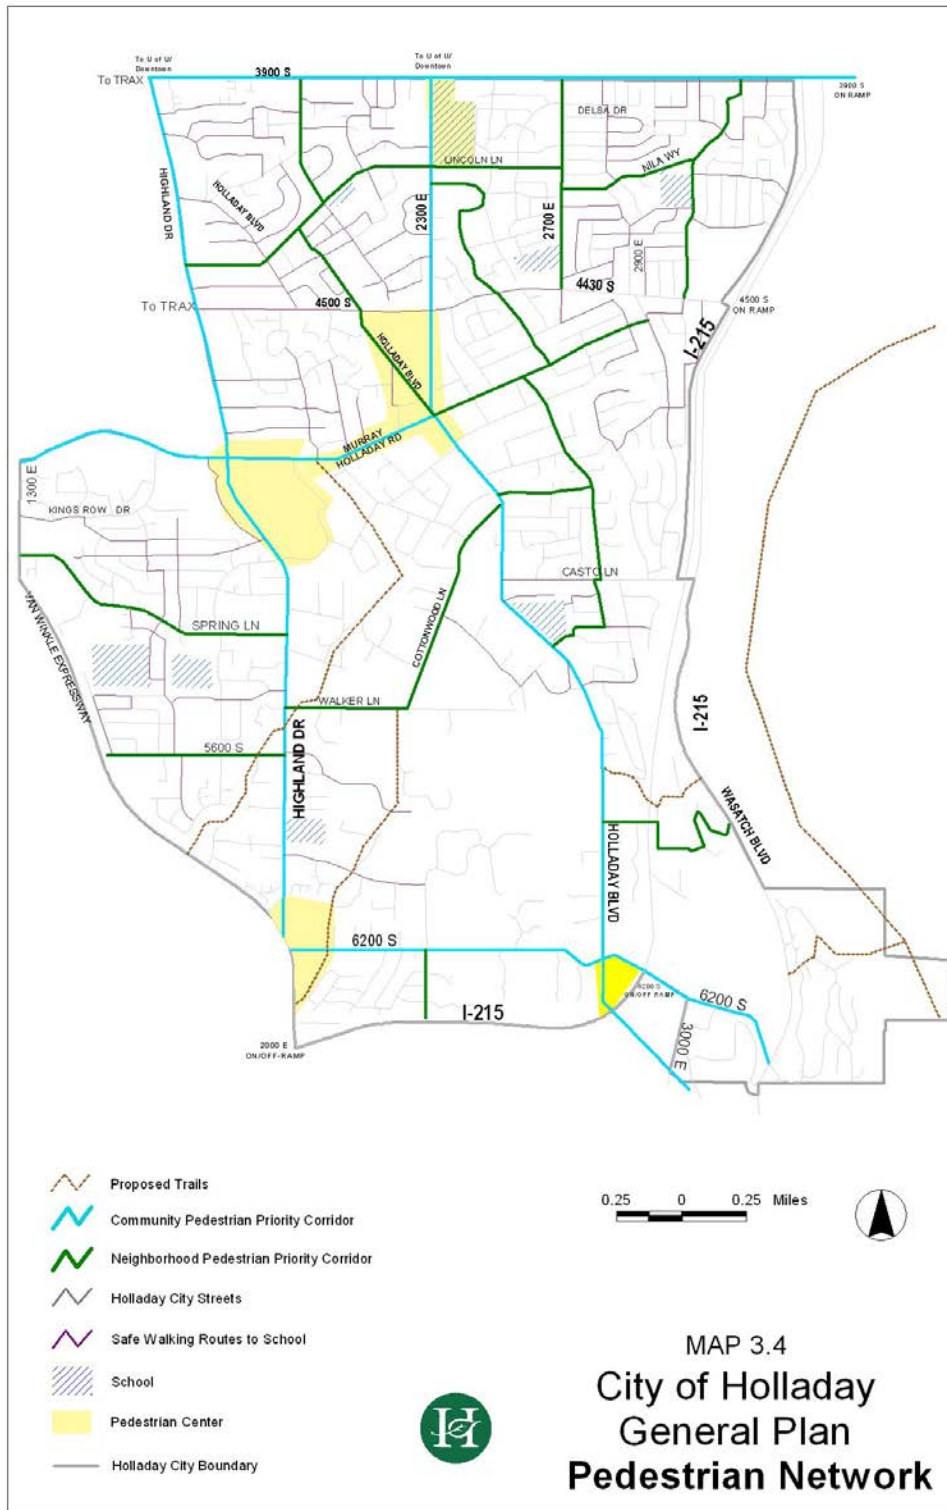 To U of U/
Downtown
To U of U/
Downtown
To TRAX
3900 S
3900 S
ON RAMP
DELSA DR
LINCOLN LN
NILA WY
HIGHLAND DR
HOLLADAY BLVD
2300 E
2700 E
2900 E
4430 S
4500 S
To TRAX
4500 S
ON RAMP
I-215
HOLLADAY BLVD
MURRAY
HOLLADAY RD
1300 E
KINGS ROW DR
CASTO LN
VAN WINKLE EXPRESSWAY
SPRING LN
COTTONWOOD LN
WALKER LN
I-215
5600 S
HIGHLAND DR
WASATCH BLVD
HOLLADAY BLVD
6200 S
6200 S
ON/OFF RAMP
6200 S
I-215
3000 E
2000 E
ON/OFF-RAMP
Proposed Trails
Community Pedestrian Priority Corridor
Neighborhood Pedestrian Priority Corridor
Holladay City Streets
Safe Walking Routes to School
School
Pedestrian Center
Holladay City Boundary
0.25 0 0.25 Miles
H
MAP 3.4
City of Holladay
General Plan
Pedestrian Network